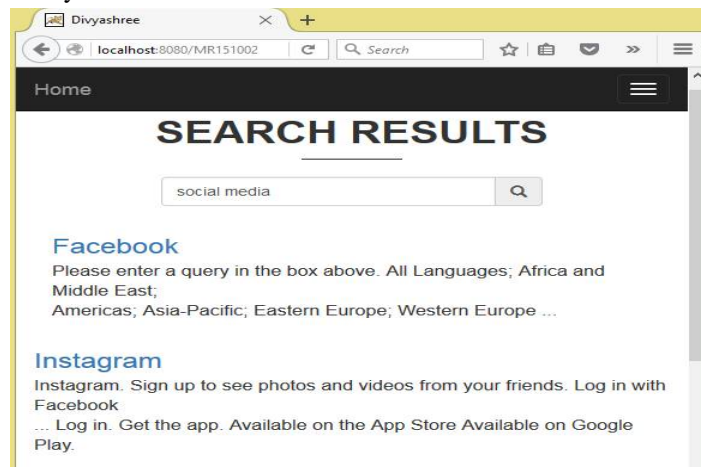 Divyashree
localhost:8080/MR151002
Search
Home
SEARCH RESULTS
social media
Facebook
Please enter a query in the box above. All Languages; Africa and
Middle East;
Americas; Asia-Pacific; Eastern Europe; Western Europe ...
Instagram
Instagram. Sign up to see photos and videos from your friends. Log in with
Facebook
... Log in. Get the app. Available on the App Store Available on Google
Play.